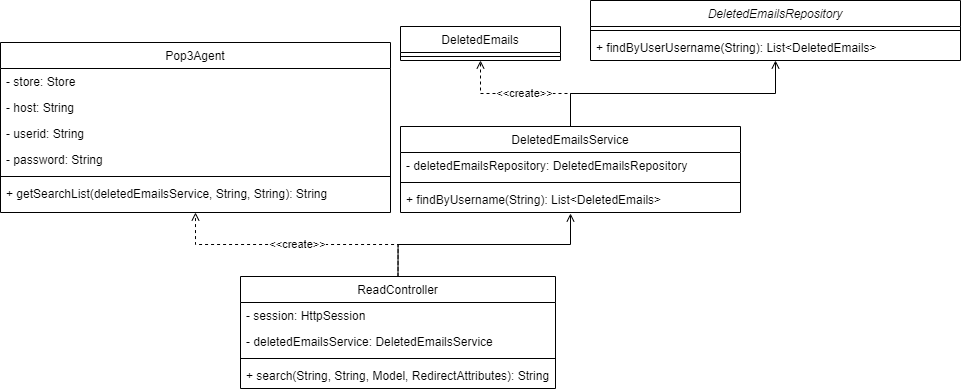 DeletedEmailsRepository
+ findByUserUsername(String): List<DeletedEmails>
DeletedEmails
Pop3Agent
- store: Store
- host: String
- userid: String
- password: String
+ getSearchList(deletedEmailsService, String, String): String
<<create>>
DeletedEmailsService
- deletedEmailsRepository: DeletedEmailsRepository
+ findByUsername(String): List<DeletedEmails>
<<create>>
ReadController
- session: HttpSession
- deletedEmailsService: DeletedEmailsService
+ search(String, String, Model, RedirectAttributes): String